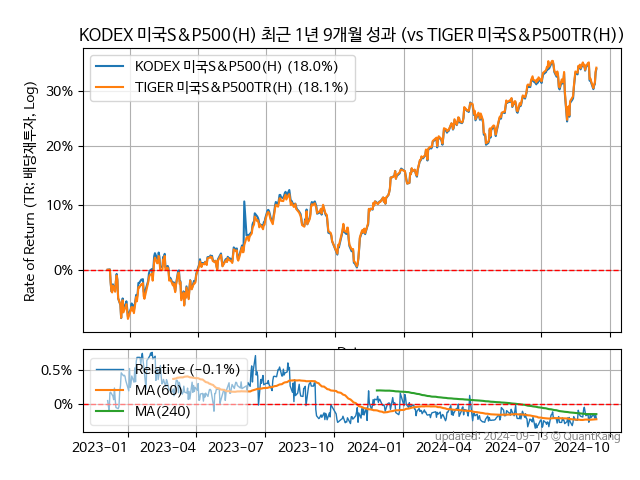 KODEX 미국S&P500(H) 최근 1년 9개월 성과 (vs TIGER 미국S&P500TR(H))
Rate of Return (TR: 배당재투자, Log)
KODEX 미국S&P500(H) (18.0%)
TIGER 미국S&P500TR(H) (18.1%)
30%
20%
10%
0%
Relative (-0.1%)
MA(60)
MA(240)
0.5%
0%
updated: 2024-09-13 © QuantKang
2023-01 2023-04 2023-07 2023-10 2024-01 2024-04 2024-07 2024-10